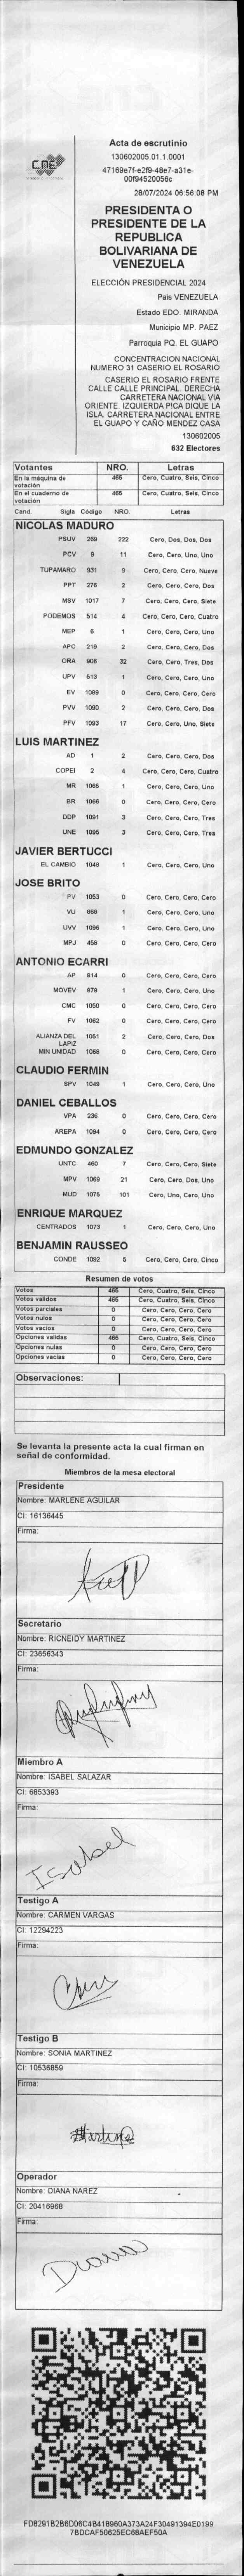 CNE
Acta de escrutinio
130602005.01.1.0001
47169e7f-e2f9-48e7-a31e-
00f94520056c
28/07/2024 06:56:08 PM
PRESIDENTA O
PRESIDENTE DE LA
REPUBLICA
BOLIVARIANA DE
VENEZUELA
ELECCIÓN PRESIDENCIAL 2024
Pais VENEZUELA
Estado EDO. MIRANDA
Municipio MP. PAEZ
Parroquia PQ. EL GUAPO
CONCENTRACION NACIONAL
NUMERO 31 CASERIO EL ROSARIO
CASERIO EL ROSARIO FRENTE
CALLE CALLE PRINCIPAL. DERECHA
CARRETERA NACIONAL VIA
ORIENTE. IZQUIERDA PICA DIQUE LA
ISLA. CARRETERA NACIONAL ENTRE
EL GUAPO Y CAÑO MENDEZ CASA
130602005
632 Electores
Votantes NRO. Letras
En la máquina de votación 465 Cero, Cuatro, Seis, Cinco
En el cuaderno de votación 465 Cero, Cuatro, Seis, Cinco
Cand. Sigla Código NRO. Letras
NICOLAS MADURO
PSUV 269 222 Cero, Dos, Dos, Dos
PCV 9 11 Cero, Cero, Uno, Uno
TUPAMARO 931 9 Cero, Cero, Cero, Nueve
PPT 276 2 Cero, Cero, Cero, Dos
MSV 1017 7 Cero, Cero, Cero, Siete
PODEMOS 514 4 Cero, Cero, Cero, Cuatro
MEP 6 1 Cero, Cero, Cero, Uno
APC 219 2 Cero, Cero, Cero, Dos
ORA 906 32 Cero, Cero, Tres, Dos
UPV 613 1 Cero, Cero, Cero, Uno
EV 1089 0 Cero, Cero, Cero, Cero
PVV 1090 2 Cero, Cero, Cero, Dos
PFV 1093 17 Cero, Cero, Uno, Siete
LUIS MARTINEZ
AD 1 2 Cero, Cero, Cero, Dos
COPEI 2 4 Cero, Cero, Cero, Cuatro
MR 1065 1 Cero, Cero, Cero, Uno
BR 1066 0 Cero, Cero, Cero, Cero
DDP 1091 3 Cero, Cero, Cero, Tres
UNE 1095 3 Cero, Cero, Cero, Tres
JAVIER BERTUCCI
EL CAMBIO 1048 1 Cero, Cero, Cero, Uno
JOSE BRITO
PV 1053 0 Cero, Cero, Cero, Cero
VU 868 1 Cero, Cero, Cero, Uno
UVV 1096 1 Cero, Cero, Cero, Uno
MPJ 458 0 Cero, Cero, Cero, Cero
ANTONIO ECARRI
AP 814 0 Cero, Cero, Cero, Cero
MOVEV 878 1 Cero, Cero, Cero, Uno
CMC 1050 0 Cero, Cero, Cero, Cero
FV 1062 0 Cero, Cero, Cero, Cero
ALIANZA DEL LAPIZ 1051 2 Cero, Cero, Cero, Dos
MIN UNIDAD 1068 0 Cero, Cero, Cero, Cero
CLAUDIO FERMIN
SPV 1049 1 Cero, Cero, Cero, Uno
DANIEL CEBALLOS
VPA 236 0 Cero, Cero, Cero, Cero
AREPA 1094 0 Cero, Cero, Cero, Cero
EDMUNDO GONZALEZ
UNTC 460 7 Cero, Cero, Cero, Siete
MPV 1069 21 Cero, Cero, Dos, Uno
MUD 1075 101 Cero, Uno, Cero, Uno
ENRIQUE MARQUEZ
CENTRADOS 1073 1 Cero, Cero, Cero, Uno
BENJAMIN RAUSSEO
CONDE 1092 5 Cero, Cero, Cero, Cinco
Resumen de votos
Votos 465 Cero, Cuatro, Seis, Cinco
Votos validos 465 Cero, Cuatro, Seis, Cinco
Votos parciales 0 Cero, Cero, Cero, Cero
Votos nulos 0 Cero, Cero, Cero, Cero
Votos vacios 0 Cero, Cero, Cero, Cero
Opciones validas 465 Cero, Cuatro, Seis, Cinco
Opciones nulas 0 Cero, Cero, Cero, Cero
Opciones vacias 0 Cero, Cero, Cero, Cero
Observaciones:
Se levanta la presente acta la cual firman en
señal de conformidad.
Miembros de la mesa electoral
Presidente
Nombre: MARLENE AGUILAR
CI: 16136445
Firma:
Secretario
Nombre: RICNEIDY MARTINEZ
CI: 23656343
Firma:
Miembro A
Nombre: ISABEL SALAZAR
CI: 6853393
Firma:
Isabel
Testigo A
Nombre: CARMEN VARGAS
CI: 12294223
Firma:
Testigo B
Nombre: SONIA MARTINEZ
CI: 10536859
Firma:
Operador
Nombre: DIANA NAREZ
CI: 20416968
Firma:
Diana
FD8291B2B6D06C4B418960A373A24F30491394E0199
7BDCAF50625EC68AEF50A